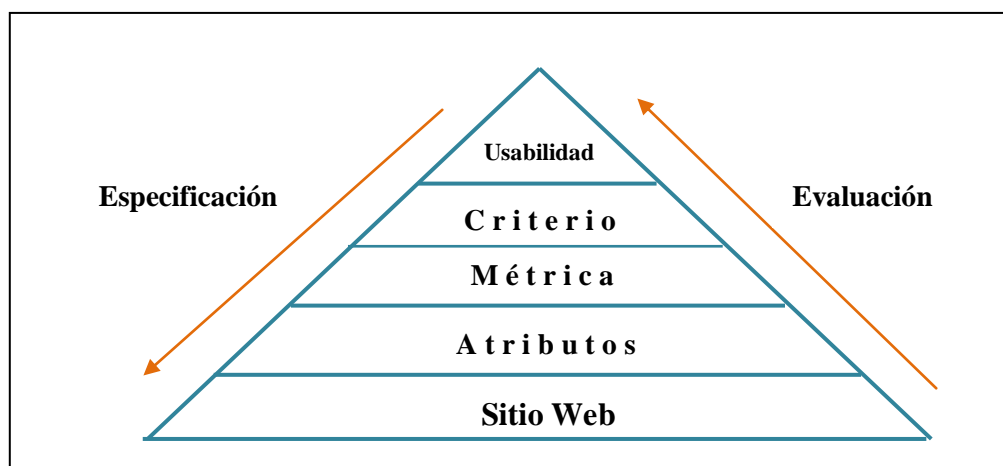 Usabilidad
Especificación
Evaluación
C r i t e r i o
M é t r i c a
A t r i b u t o s
Sitio Web